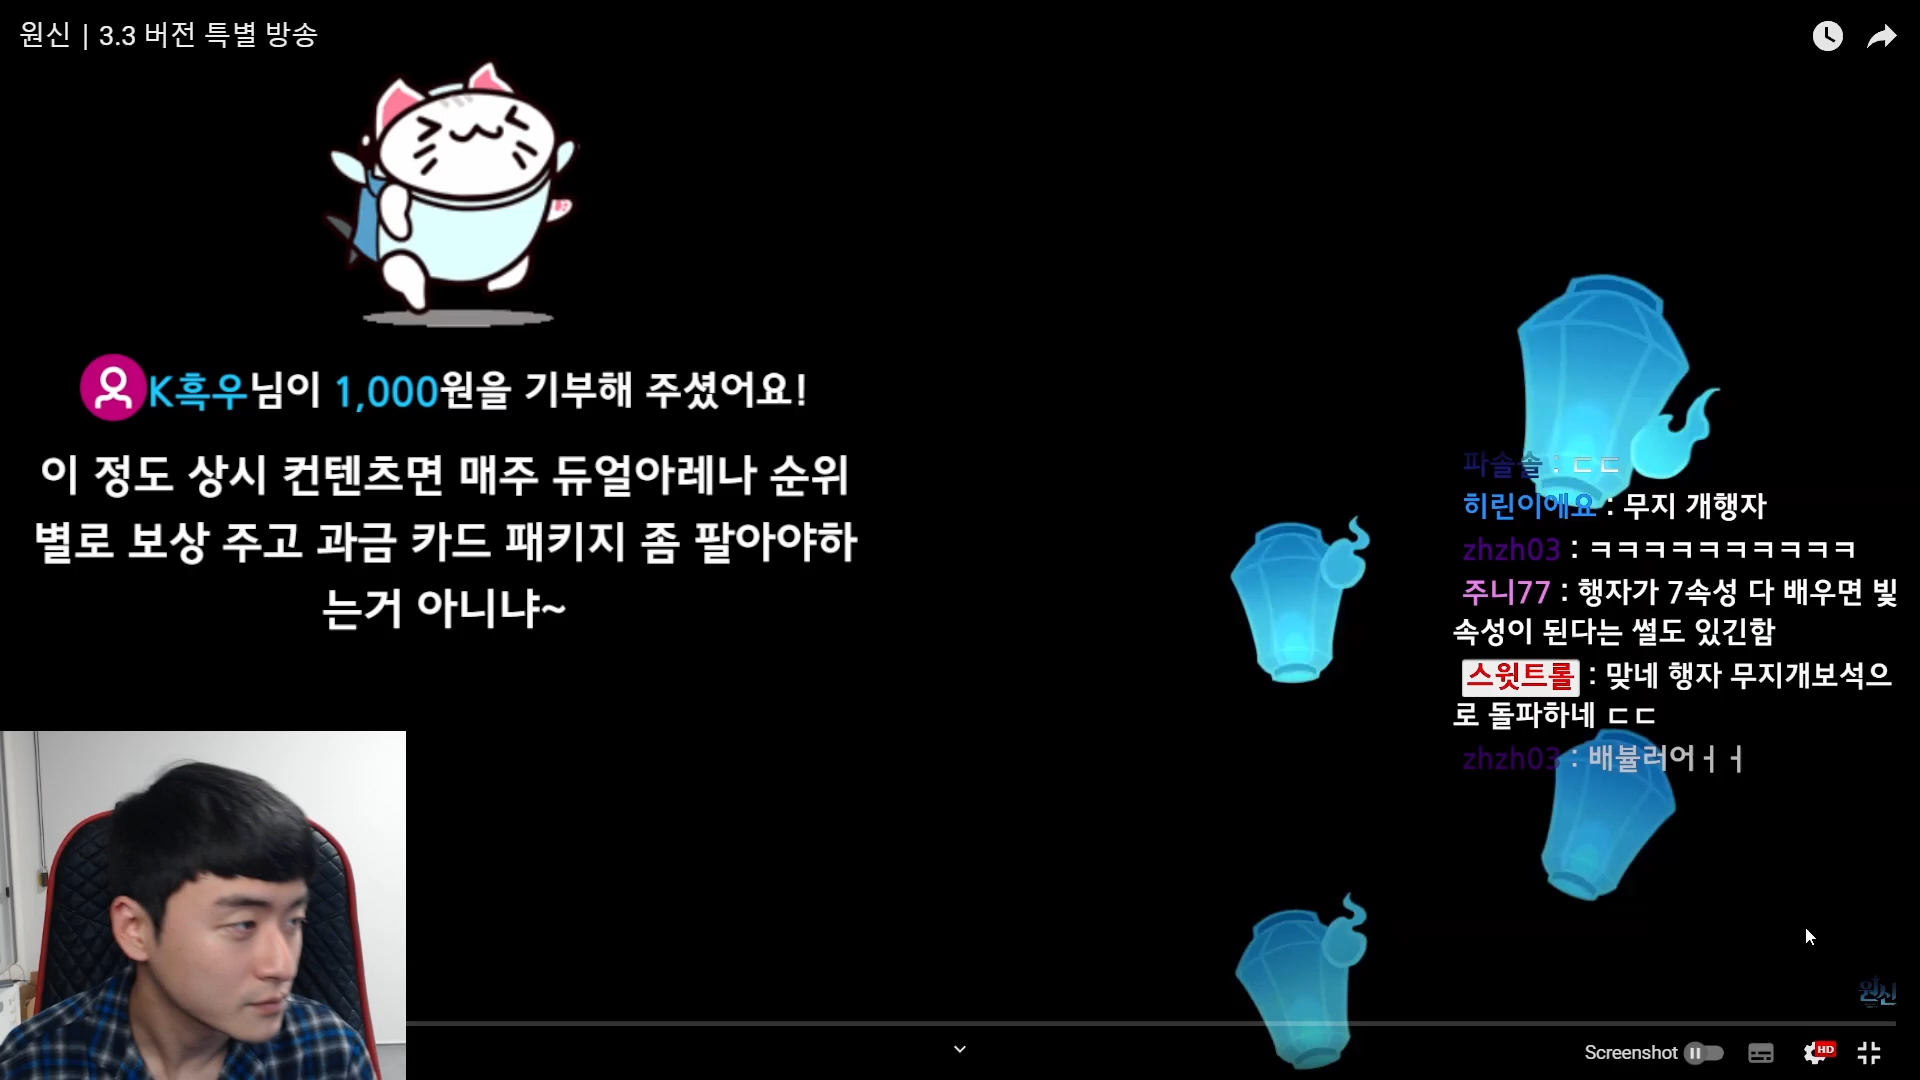 원신 | 3.3 버전 특별 방송
K흑우님이 1,000원을 기부해 주셨어요!
이 정도 상시 컨텐츠면 매주 듀얼아레나 순위
별로 보상 주고 과금 카드 패키지 좀 팔아야하
는거 아니냐~
파솔솔 : ㄷㄷ
히린이에요 : 무지 개행자
zhzh03 : ㅋㅋㅋㅋㅋㅋㅋㅋㅋㅋ
주니77 : 행자가 7속성 다 배우면 빛
속성이 된다는 썰도 있긴함
스윗트롤 : 맞네 행자 무지개보석으
로 돌파하네 ㄷㄷ
zhzh03 : 배뷸러어ㅓㅓ
원신
Screenshot
HD